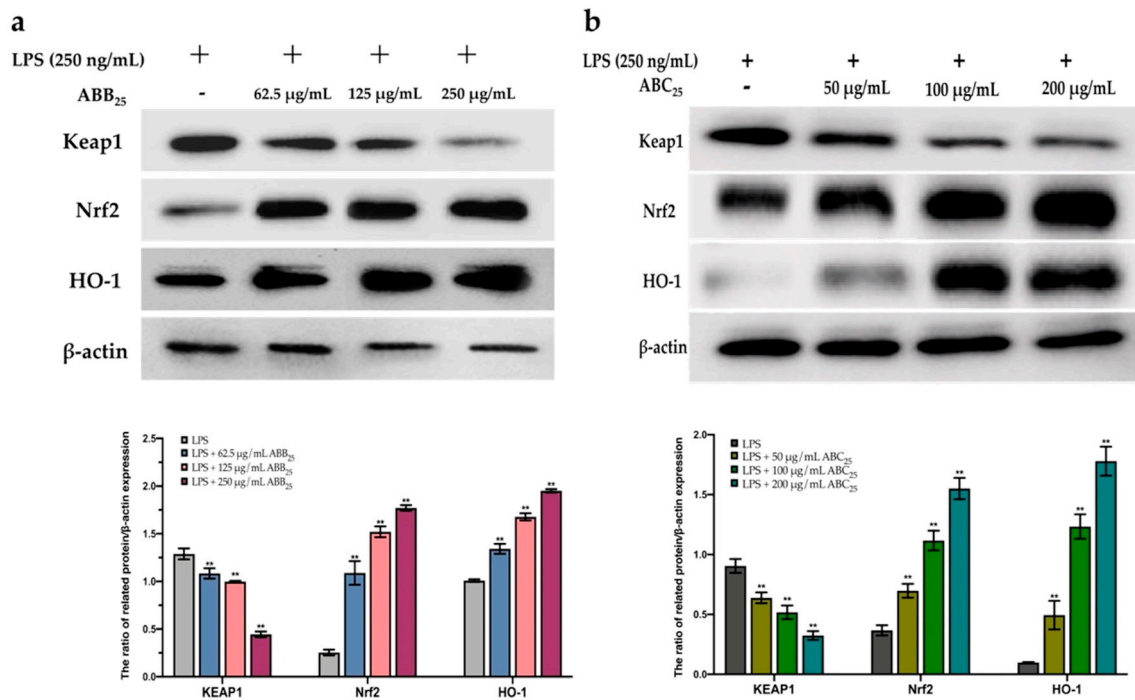 a
LPS (250 ng/mL) + + + +
ABB25 - 62.5 µg/mL 125 µg/mL 250 µg/mL
Keap1
Nrf2
HO-1
β-actin
The ratio of related protein/β-actin expression
2.5
2.0
1.5
1.0
0.5
0.0
LPS
LPS + 62.5 µg/mL ABB25
LPS + 125 µg/mL ABB25
LPS + 250 µg/mL ABB25
** ** **
** ** **
** ** **
KEAP1 Nrf2 HO-1
b
LPS (250 ng/mL) + + + +
ABC25 - 50 µg/mL 100 µg/mL 200 µg/mL
Keap1
Nrf2
HO-1
β-actin
The ratio of related protein/β-actin expression
2.0
1.5
1.0
0.5
0.0
LPS
LPS + 50 µg/mL ABC25
LPS + 100 µg/mL ABC25
LPS + 200 µg/mL ABC25
** ** **
** ** **
** ** **
KEAP1 Nrf2 HO-1